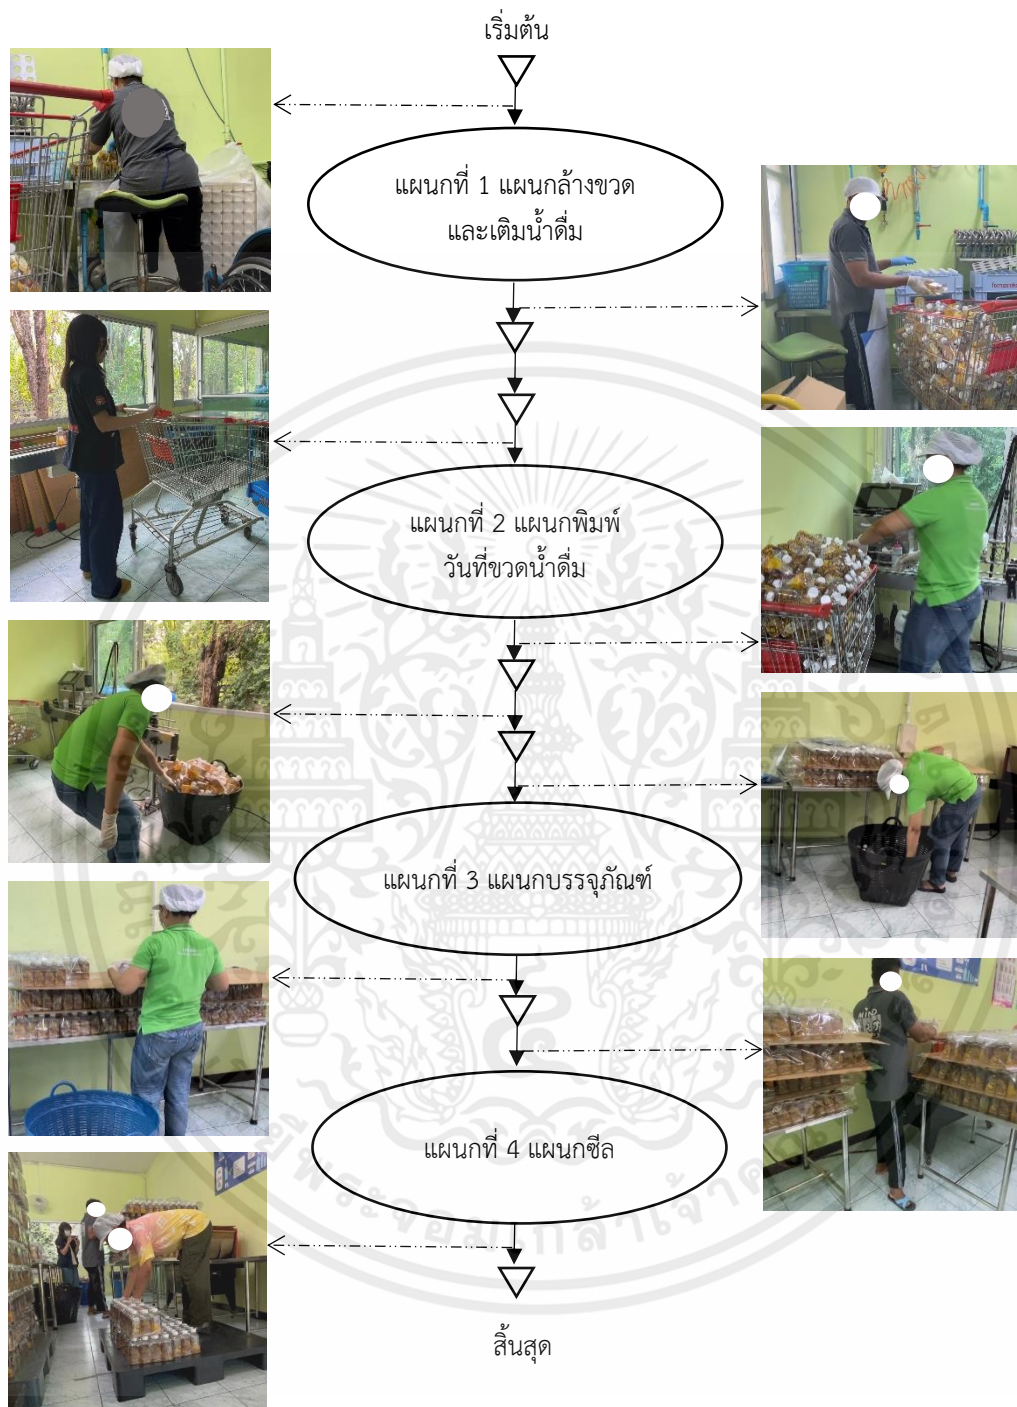 เริ่มต้น
แผนกที่ 1 แผนกล้างขวด
และเติมน้ำดื่ม
แผนกที่ 2 แผนกพิมพ์
วันที่ขวดน้ำดื่ม
แผนกที่ 3 แผนกบรรจุภัณฑ์
แผนกที่ 4 แผนกซีล
สิ้นสุด